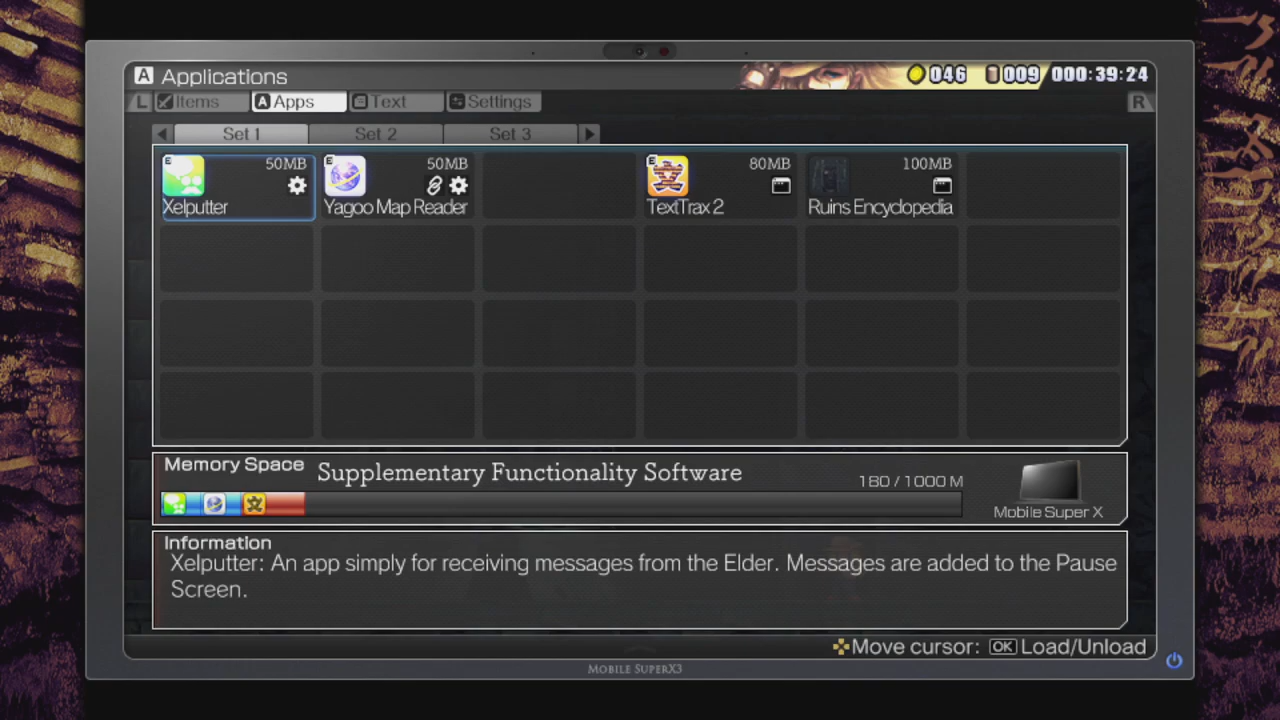 A Applications
046 009 000:39:24
L Items A Apps Text Settings R
Set 1 Set 2 Set 3
E 50MB E 50MB E 80MB 100MB
Xelputter Yagoo Map Reader TextTrax 2 Ruins Encyclopedia
Memory Space Supplementary Functionality Software 180 / 1000 M
文
Mobile Super X
Information
Xelputter: An app simply for receiving messages from the Elder. Messages are added to the Pause
Screen.
Move cursor: OK Load/Unload
MOBILE SUPERX3